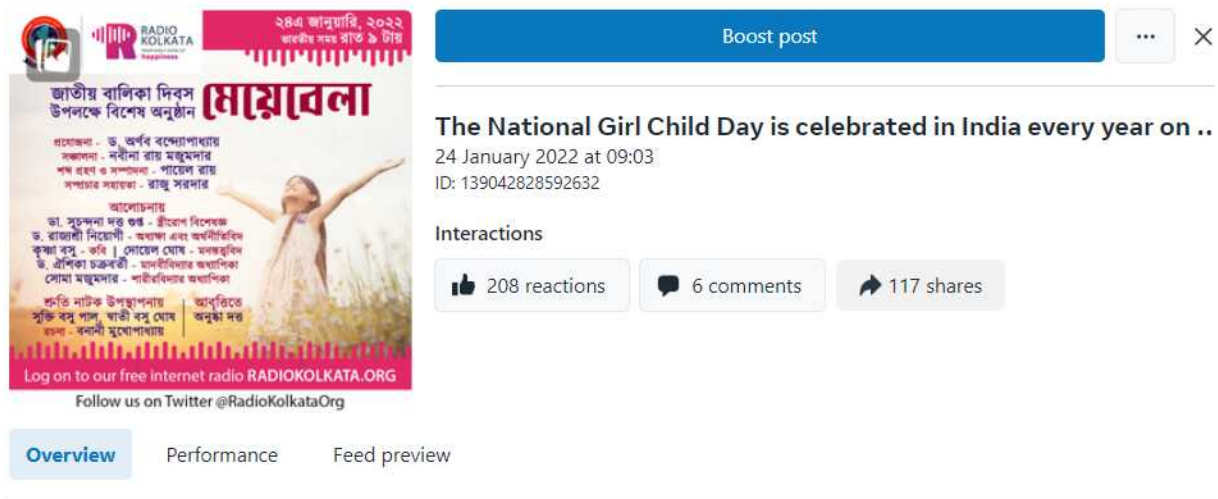 RADIO
KOLKATA
happiness
২৪এ জানুয়ারি, ২০২২
ভারতীয় সময় রাত ৯ টায়
জাতীয় বালিকা দিবস
উপলক্ষে বিশেষ অনুষ্ঠান
মেয়েবেলা
প্রযোজনা - ড. অর্ণব বন্দ্যোপাধ্যায়
সঞ্চালনা - নবীনা রায় মজুমদার
শব্দ গ্রহণ ও সম্পাদনা - পায়েল রায়
সম্প্রচার সহায়তা - রাজু সরদার
আলোচনায়
ডা. সুচন্দনা দত্ত গুপ্ত - স্ত্রীরোগ বিশেষজ্ঞ
ড. রাজশ্রী নিয়োগী - অধ্যক্ষা এবং অর্থনীতিবিদ
কৃষ্ণা বসু - কবি | দোয়েল ঘোষ - মনস্তত্ত্ববিদ
ড. ঐশিকা চক্রবর্তী - মানবীবিদ্যার অধ্যাপিকা
সোমা মজুমদার - শারীরবিদ্যার অধ্যাপিকা
শ্রুতি নাটক উপস্থাপনায়
সুক্তি বসু পাল, স্বাতী বসু ঘোষ
রচনা - বনানী মুখোপাধ্যায়
আবৃত্তিতে
অনুষ্কা দত্ত
Log on to our free internet radio RADIOKOLKATA.ORG
Follow us on Twitter @RadioKolkataOrg
Boost post
The National Girl Child Day is celebrated in India every year on ..
24 January 2022 at 09:03
ID: 139042828592632
Interactions
208 reactions 6 comments 117 shares
Overview Performance Feed preview